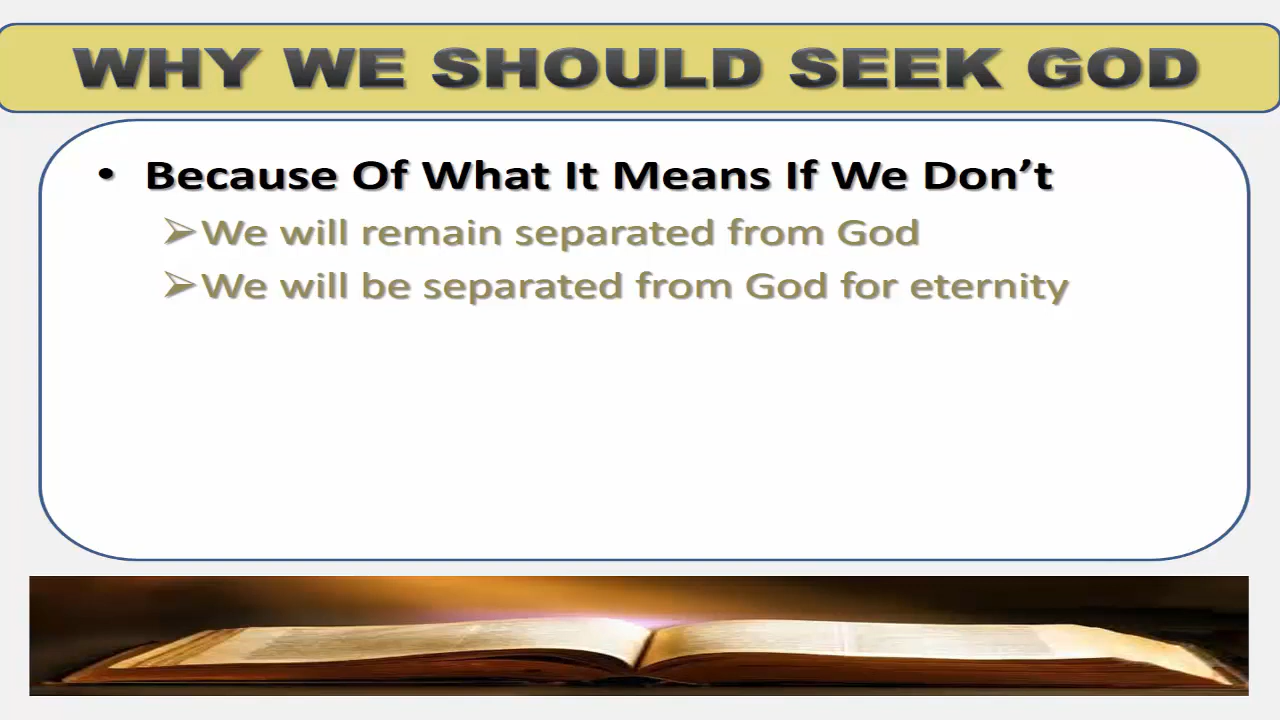 WHY WE SHOULD SEEK GOD
• Because Of What It Means If We Don’t
➢We will remain separated from God
➢We will be separated from God for eternity